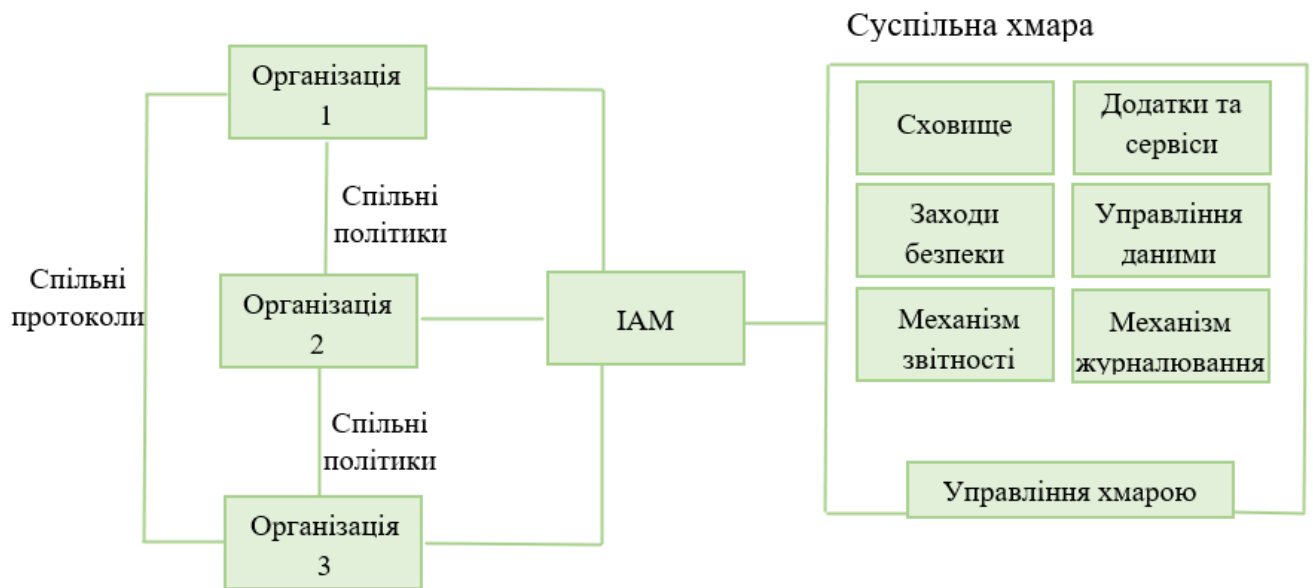 Суспільна хмара
Організація
1
Спільні
політики
Спільні
протоколи
Організація
2
Спільні
політики
Організація
3
ІАМ
Сховище
Додатки та
сервіси
Заходи
безпеки
Управління
даними
Механізм
звітності
Механізм
журналювання
Управління хмарою